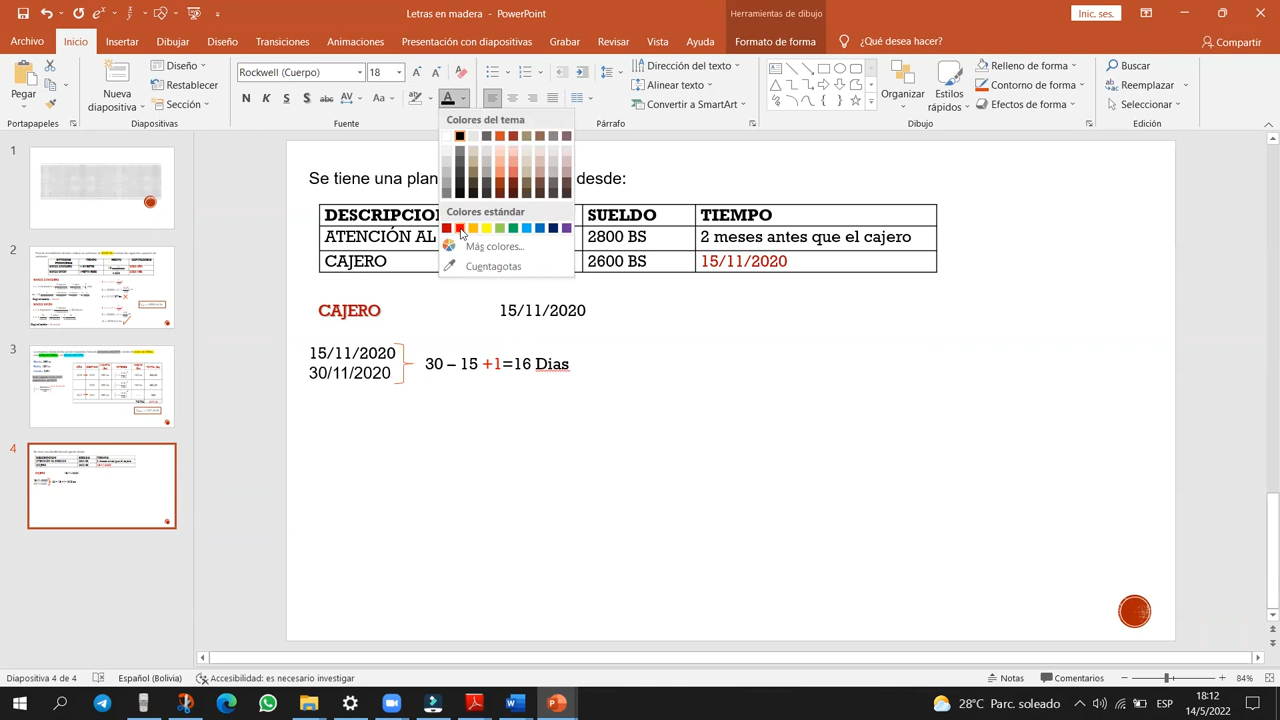 Letras en madera - PowerPoint
Herramientas de dibujo
Inic. ses.
Archivo Inicio Insertar Dibujar Diseño Transiciones Animaciones Presentación con diapositivas Grabar Revisar Vista Ayuda Formato de forma ¿Qué desea hacer? Compartir
Pegar
Nueva diapositiva
Diseño
Restablecer
Sección
Rockwell (Cuerpo) 18
N K S S abc AV Aa A
Dirección del texto
Alinear texto
Convertir a SmartArt
Organizar
Estilos rápidos
Relleno de forma
Contorno de forma
Efectos de forma
Buscar
Reemplazar
Seleccionar
Portapapeles Diapositivas Fuente Párrafo Dibujo Edición
Colores del tema
Colores estándar
Más colores...
Cuentagotas
1
2
3
4
Se tiene una plan desde:
DESCRIPCION SUELDO TIEMPO
ATENCIÓN AL 2800 BS 2 meses antes que el cajero
CAJERO 2600 BS 15/11/2020
CAJERO 15/11/2020
15/11/2020
30/11/2020
30 – 15 +1=16 Dias
Diapositiva 4 de 4 Español (Bolivia) Accesibilidad: es necesario investigar Notas Comentarios 84%
28°C Parc. soleado ESP 18:12
14/5/2022